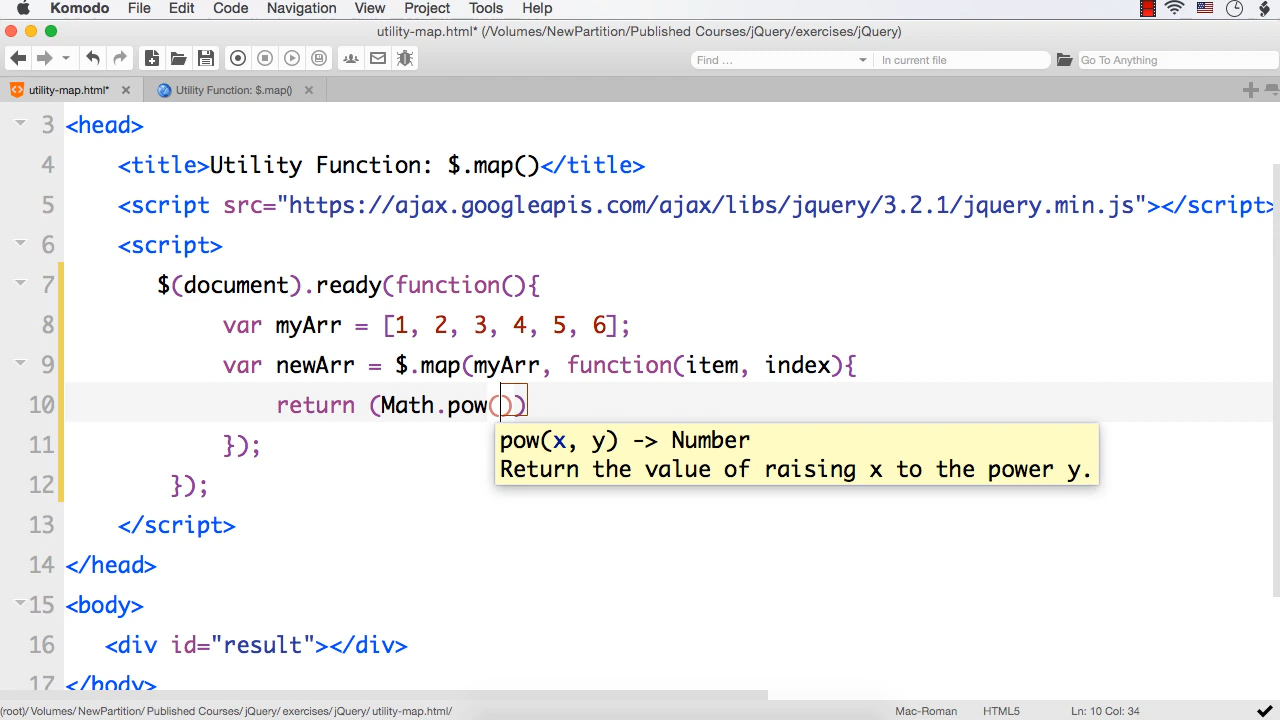 Komodo File Edit Code Navigation View Project Tools Help
utility-map.html* (/Volumes/NewPartition/Published Courses/jQuery/exercises/jQuery)
Find ... In current file Go To Anything
utility-map.html* Utility Function: $.map()
3 <head>
4 <title>Utility Function: $.map()</title>
5 <script src="https://ajax.googleapis.com/ajax/libs/jquery/3.2.1/jquery.min.js"></script>
6 <script>
7 $(document).ready(function(){
8 var myArr = [1, 2, 3, 4, 5, 6];
9 var newArr = $.map(myArr, function(item, index){
10 return (Math.pow())
pow(x, y) -> Number
11 });
Return the value of raising x to the power y.
12 });
13 </script>
14 </head>
15 <body>
16 <div id="result"></div>
17 </body>
(root)/Volumes/NewPartition/Published Courses/jQuery/exercises/jQuery/utility-map.html/ Mac-Roman HTML5 Ln: 10 Col: 34